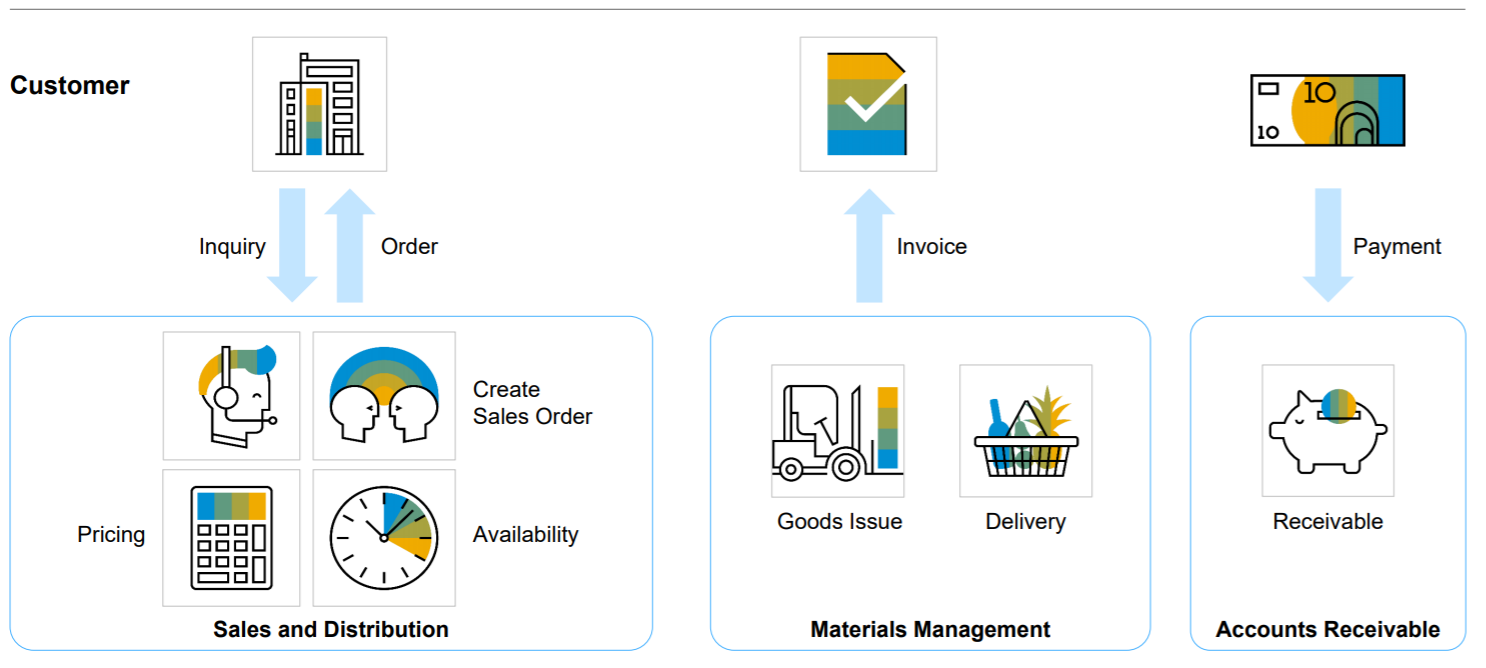 Customer
10
10
Inquiry
Order
Invoice
Payment
Create
Sales Order
Pricing
Availability
Goods Issue
Delivery
Receivable
Sales and Distribution
Materials Management
Accounts Receivable